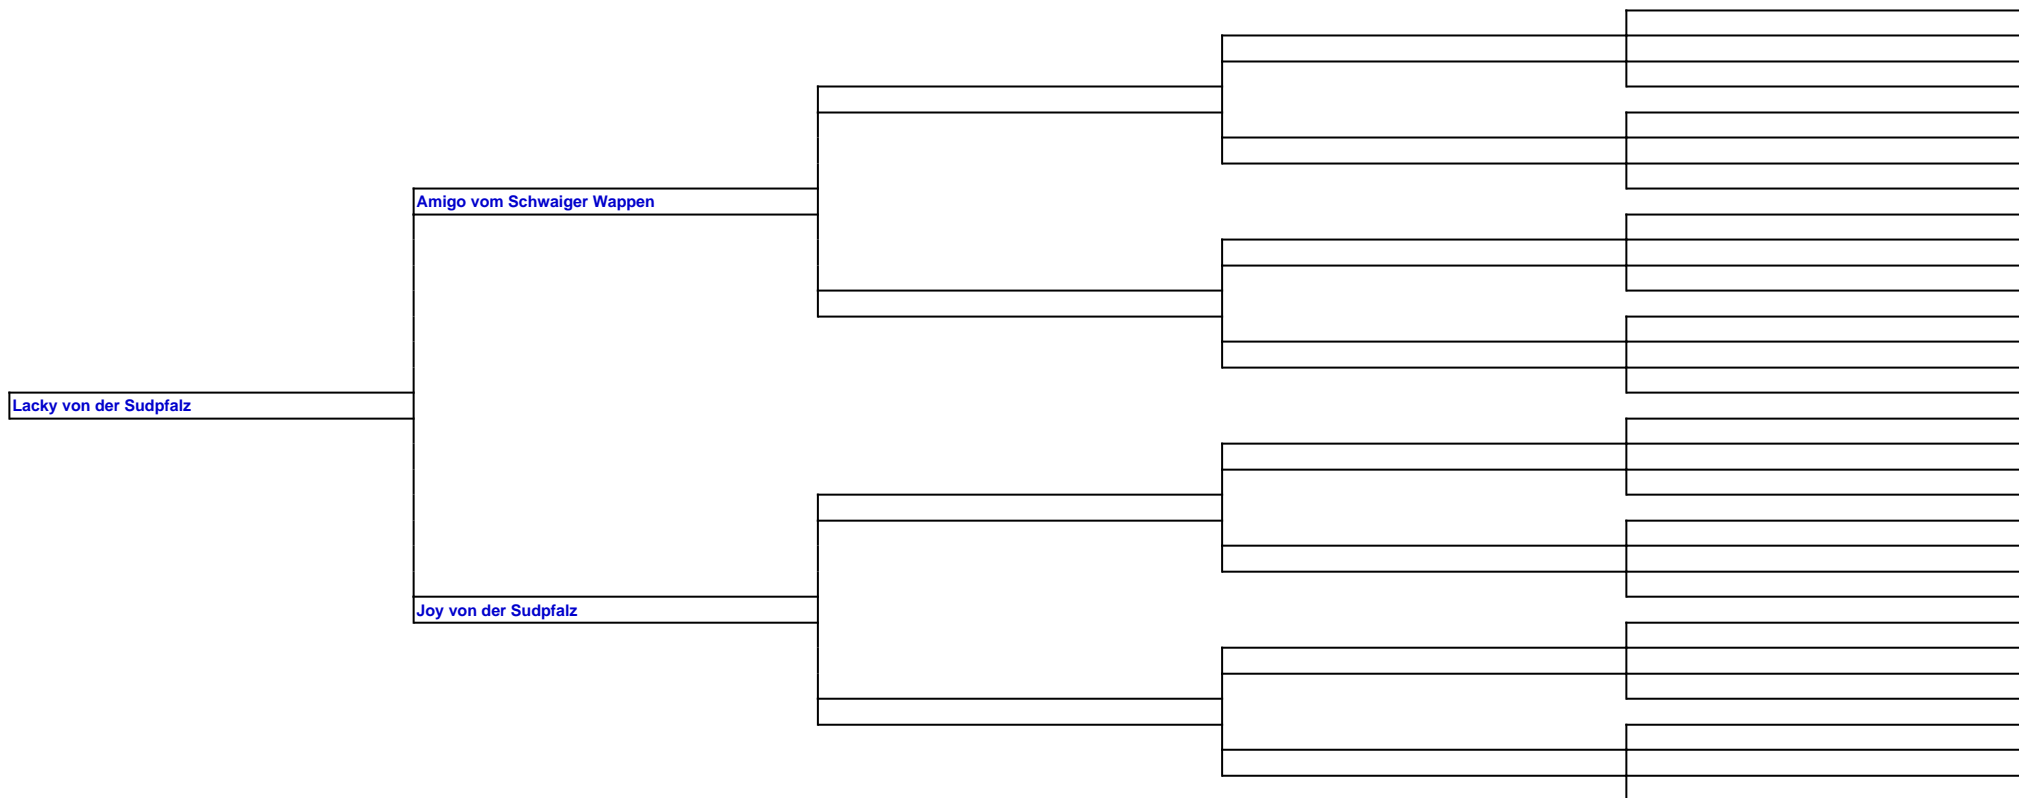 Amigo vom Schwaiger Wappen
Lacky von der Sudpfalz
Joy von der Sudpfalz